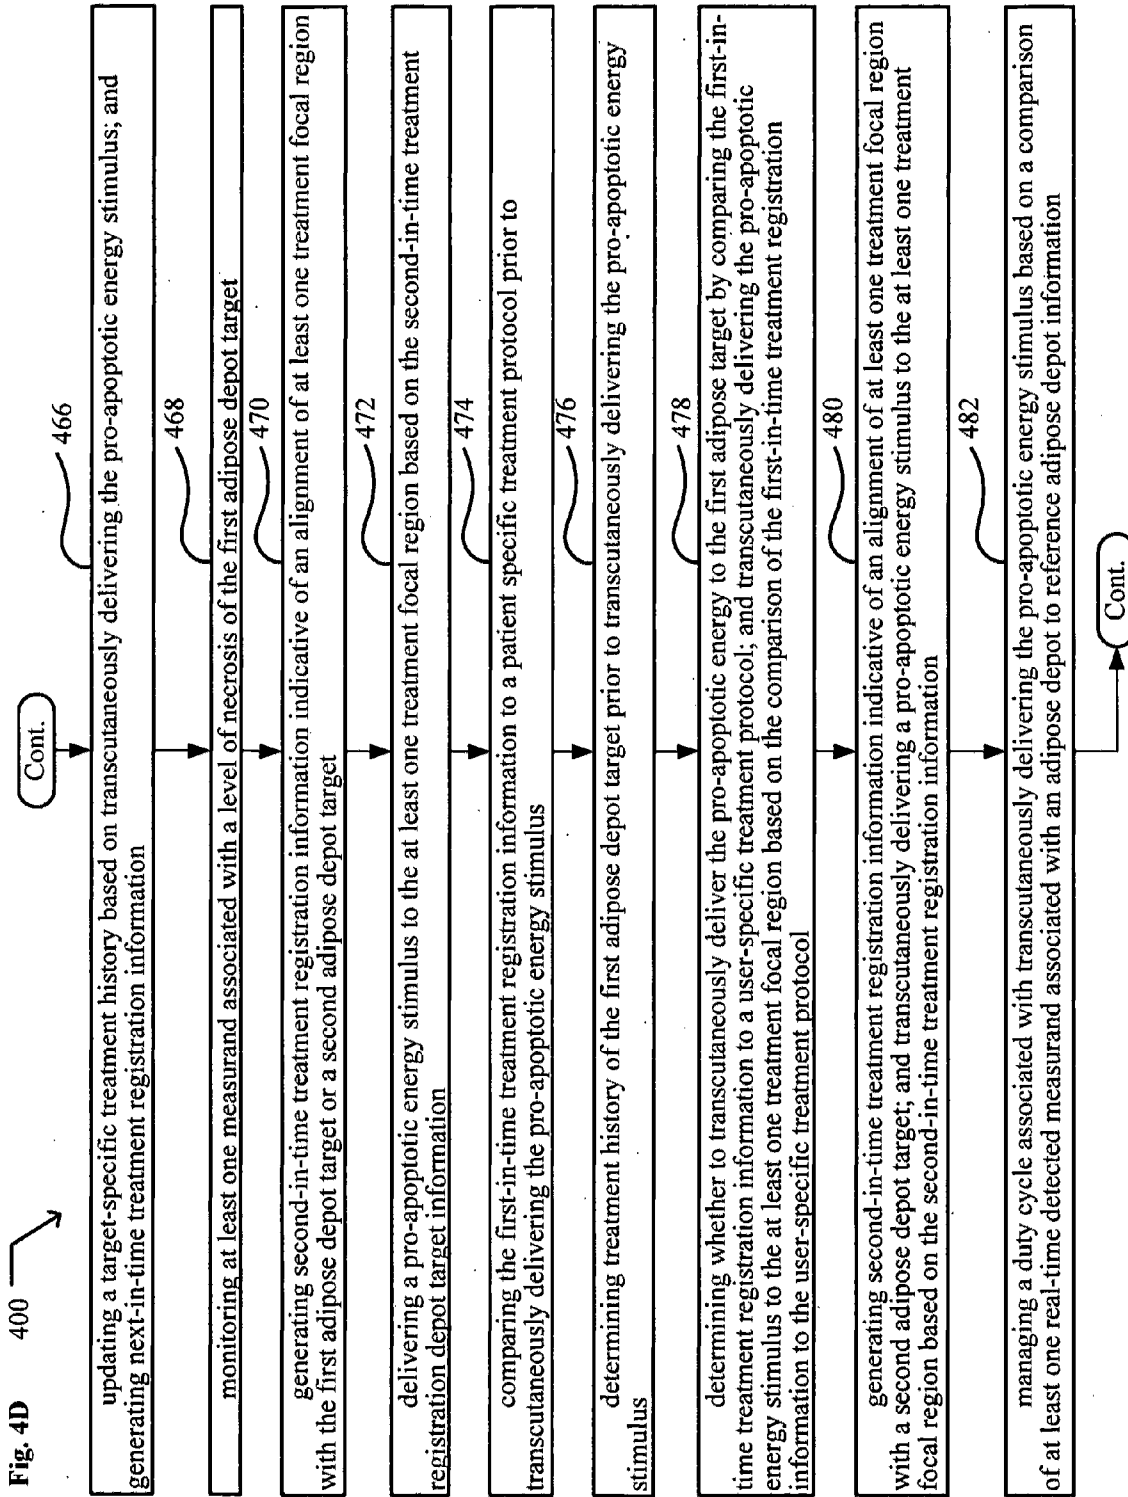 Fig. 4D 400
Cont.
466
updating a target-specific treatment history based on transcutaneously delivering the pro-apoptotic energy stimulus; and
generating next-in-time treatment registration information
468
monitoring at least one measurand associated with a level of necrosis of the first adipose depot target
470
generating second-in-time treatment registration information indicative of an alignment of at least one treatment focal region
with the first adipose depot target or a second adipose depot target
472
delivering a pro-apoptotic energy stimulus to the at least one treatment focal region based on the second-in-time treatment
registration depot target information
474
comparing the first-in-time treatment registration information to a patient specific treatment protocol prior to
transcutaneously delivering the pro-apoptotic energy stimulus
476
determining treatment history of the first adipose depot target prior to transcutaneously delivering the pro-apoptotic energy
stimulus
478
determining whether to transcutaneously deliver the pro-apoptotic energy to the first adipose target by comparing the first-in-
time treatment registration information to a user-specific treatment protocol; and transcutaneously delivering the pro-apoptotic
energy stimulus to the at least one treatment focal region based on the comparison of the first-in-time treatment registration
information to the user-specific treatment protocol
480
generating second-in-time treatment registration information indicative of an alignment of at least one treatment focal region
with a second adipose depot target; and transcutaneously delivering a pro-apoptotic energy stimulus to the at least one treatment
focal region based on the second-in-time treatment registration information
482
managing a duty cycle associated with transcutaneously delivering the pro-apoptotic energy stimulus based on a comparison
of at least one real-time detected measurand associated with an adipose depot to reference adipose depot information
Cont.